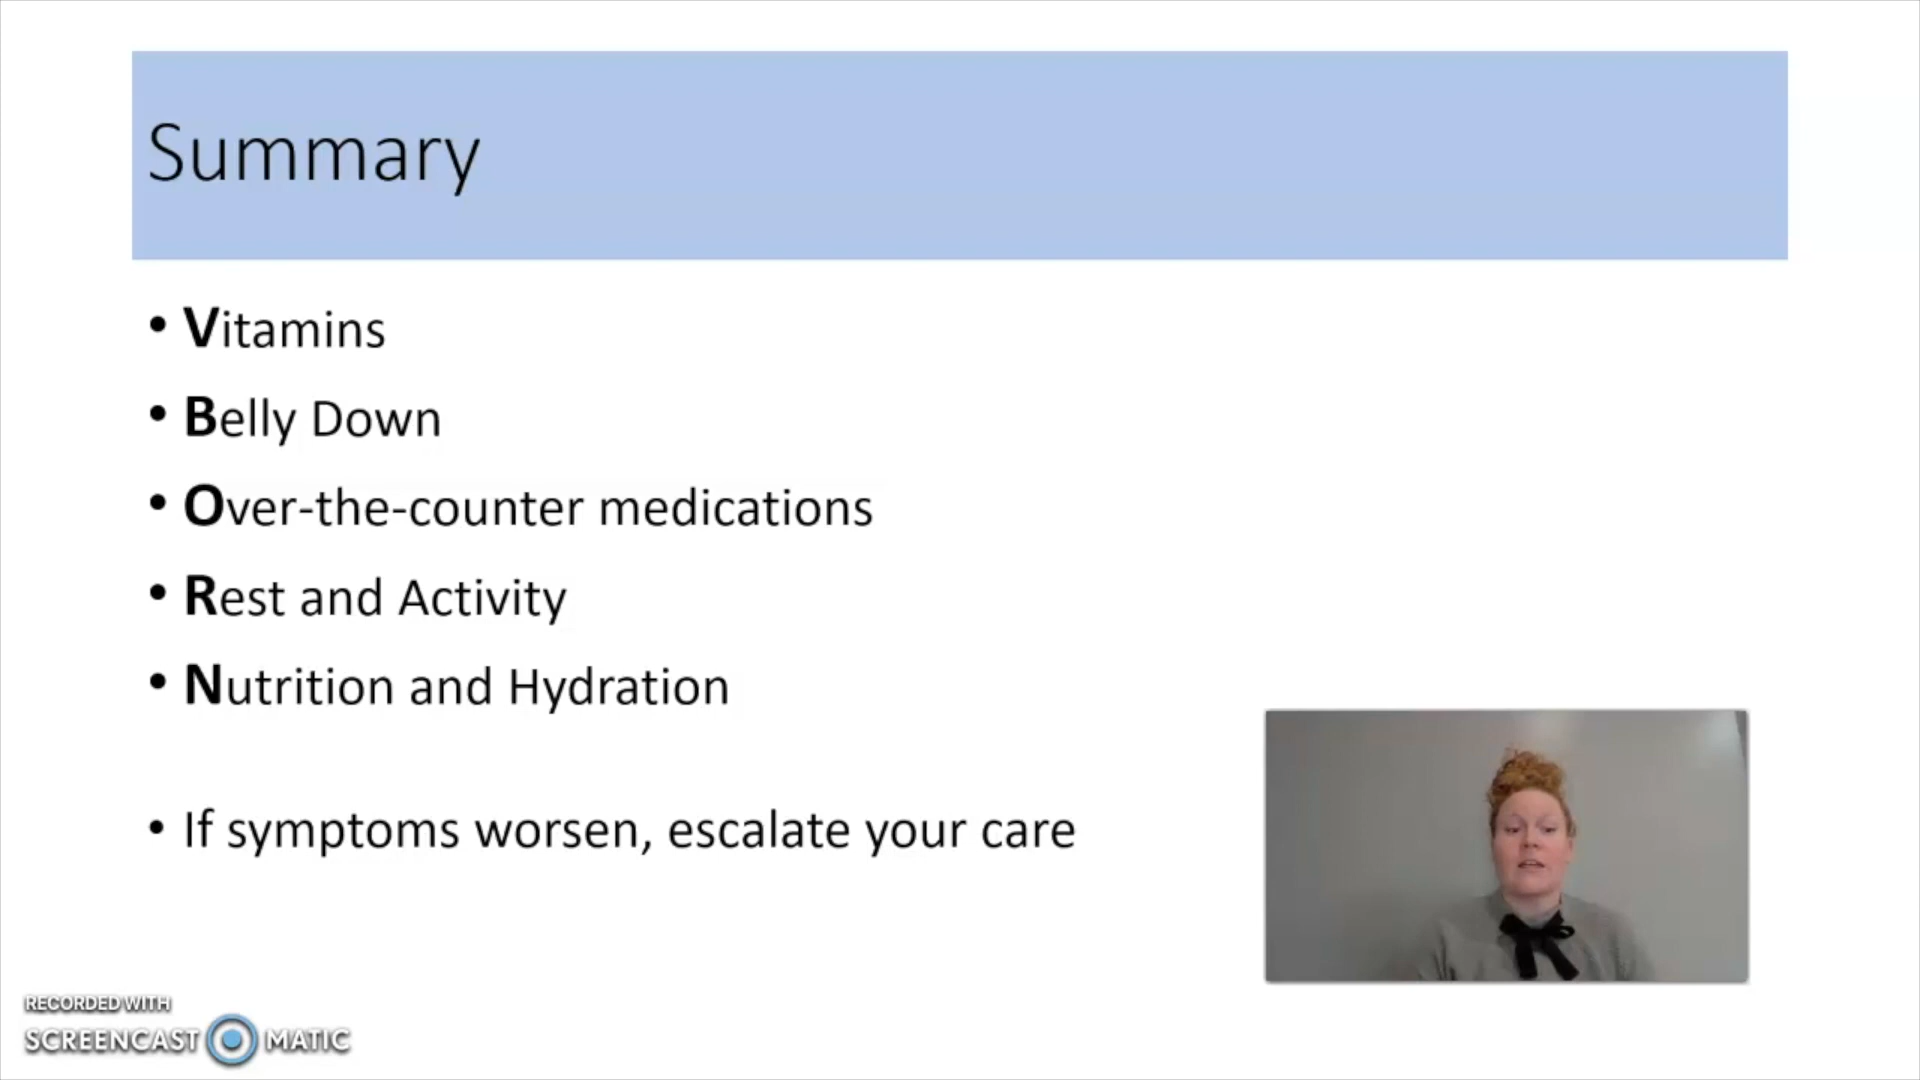 Summary
• Vitamins
• Belly Down
• Over-the-counter medications
• Rest and Activity
• Nutrition and Hydration
• If symptoms worsen, escalate your care
RECORDED WITH
SCREENCAST MATIC